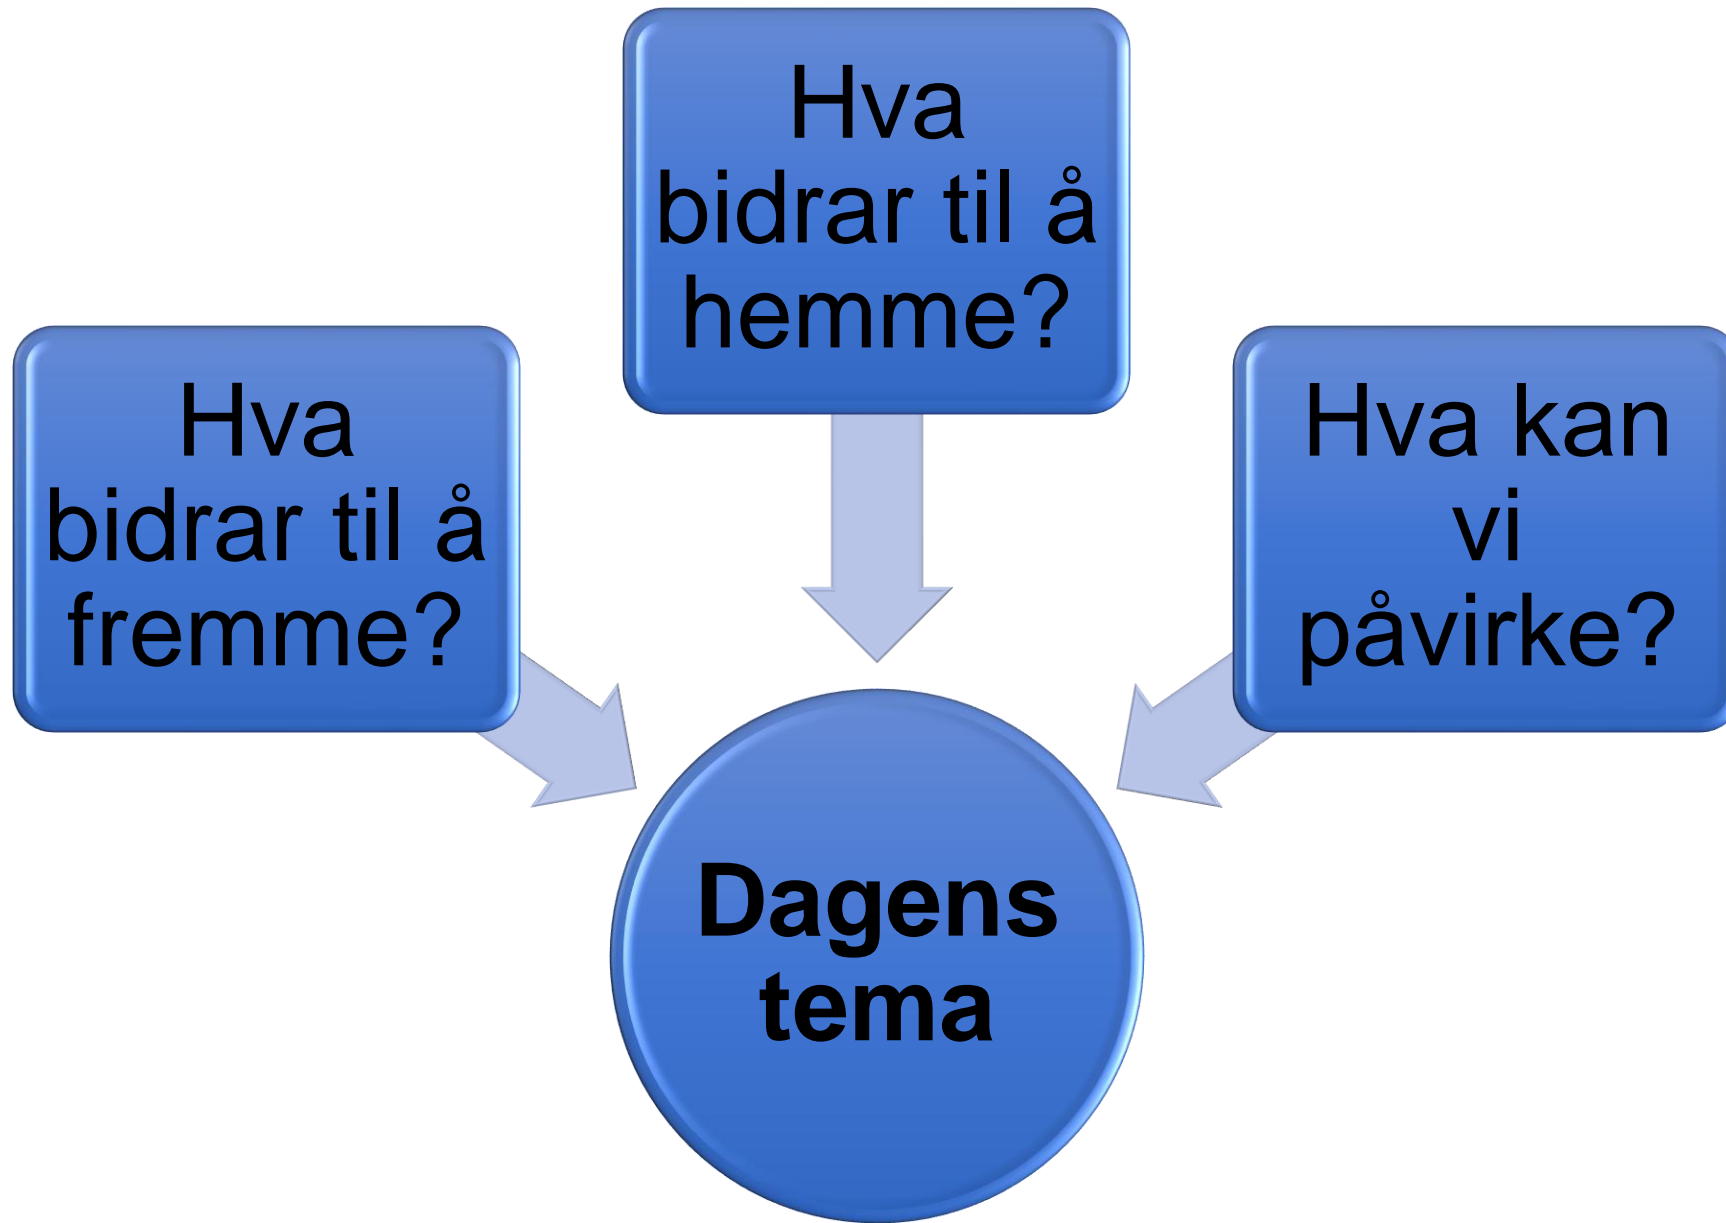 Hva
bidrar til å
fremme?
Hva
bidrar til å
hemme?
Hva kan
vi
påvirke?
Dagens
tema